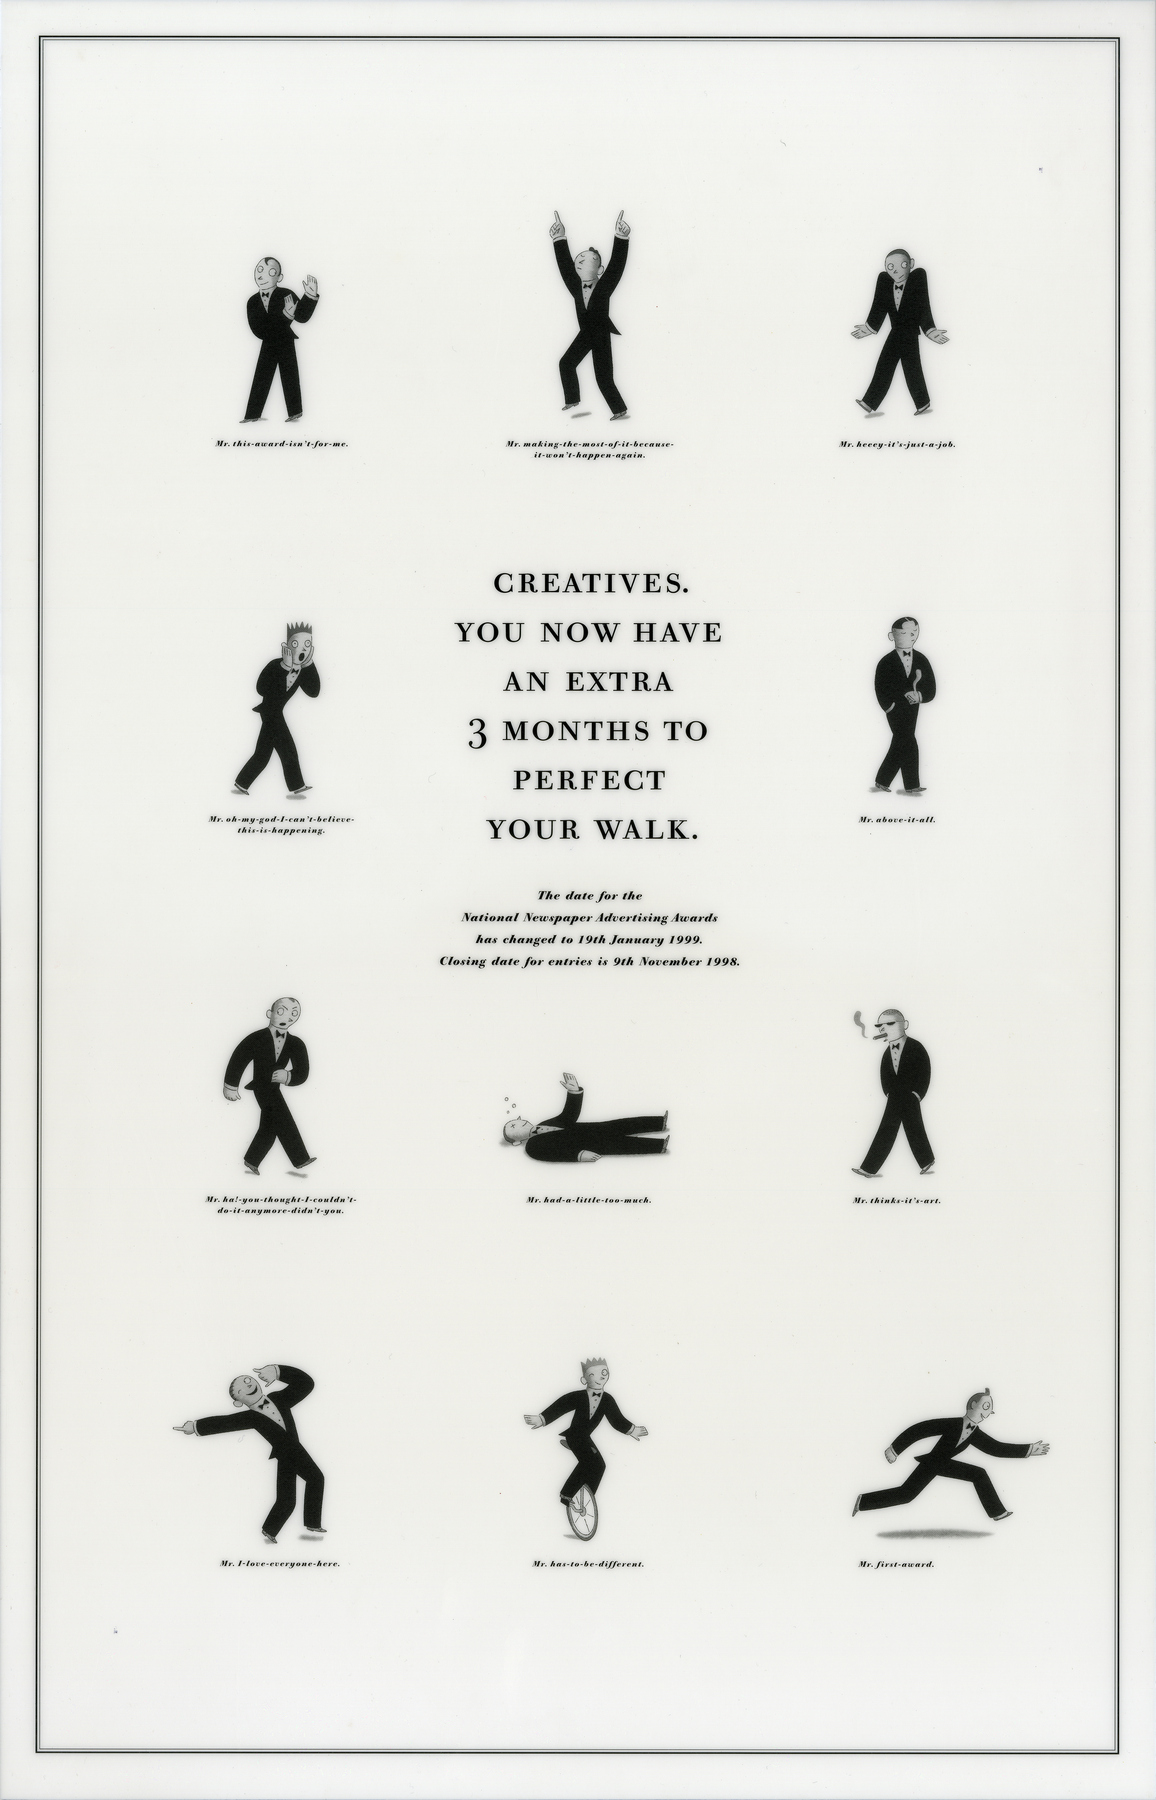 Mr. this-award-isn't-for-me.
Mr. making-the-most-of-it-because-
it-won't-happen-again.
Mr. heeey-it's-just-a-job.
CREATIVES.
YOU NOW HAVE
AN EXTRA
3 MONTHS TO
PERFECT
YOUR WALK.
Mr. oh-my-god-I-can't-believe-
this-is-happening.
Mr. above-it-all.
The date for the
National Newspaper Advertising Awards
has changed to 19th January 1999.
Closing date for entries is 9th November 1998.
Mr. ha!-you-thought-I-couldn't-
do-it-anymore-didn't-you.
Mr. had-a-little-too-much.
Mr. thinks-it's-art.
Mr. I-love-everyone-here.
Mr. has-to-be-different.
Mr. first-award.